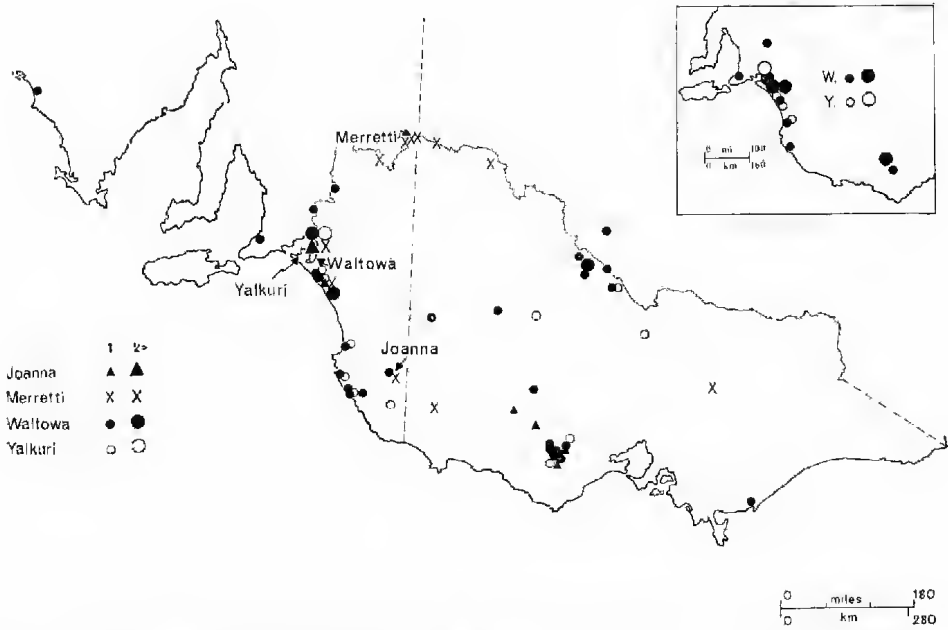 W.
Y.
0 mi 100
0 km 160
Merretti
Waltowa
Yalkuri
Joanna
1 2>
Joanna
Merretti
Waltowa
Yalkuri
0 miles 180
0 km 280